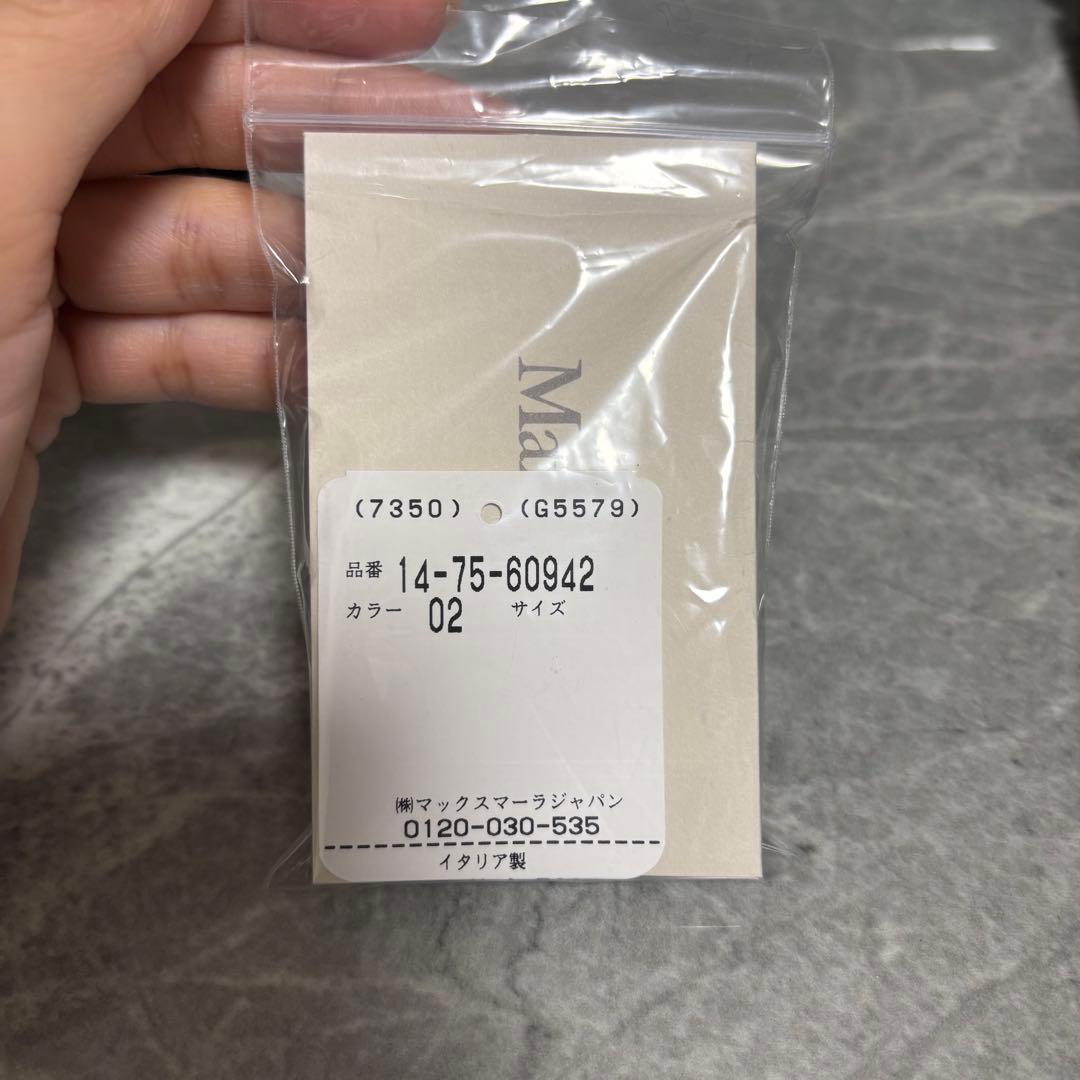 Ma
(7350) (G5579)
品番 14-75-60942
カラー 02 サイズ
㈱マックスマーラジャパン
0120-030-535
イタリア製